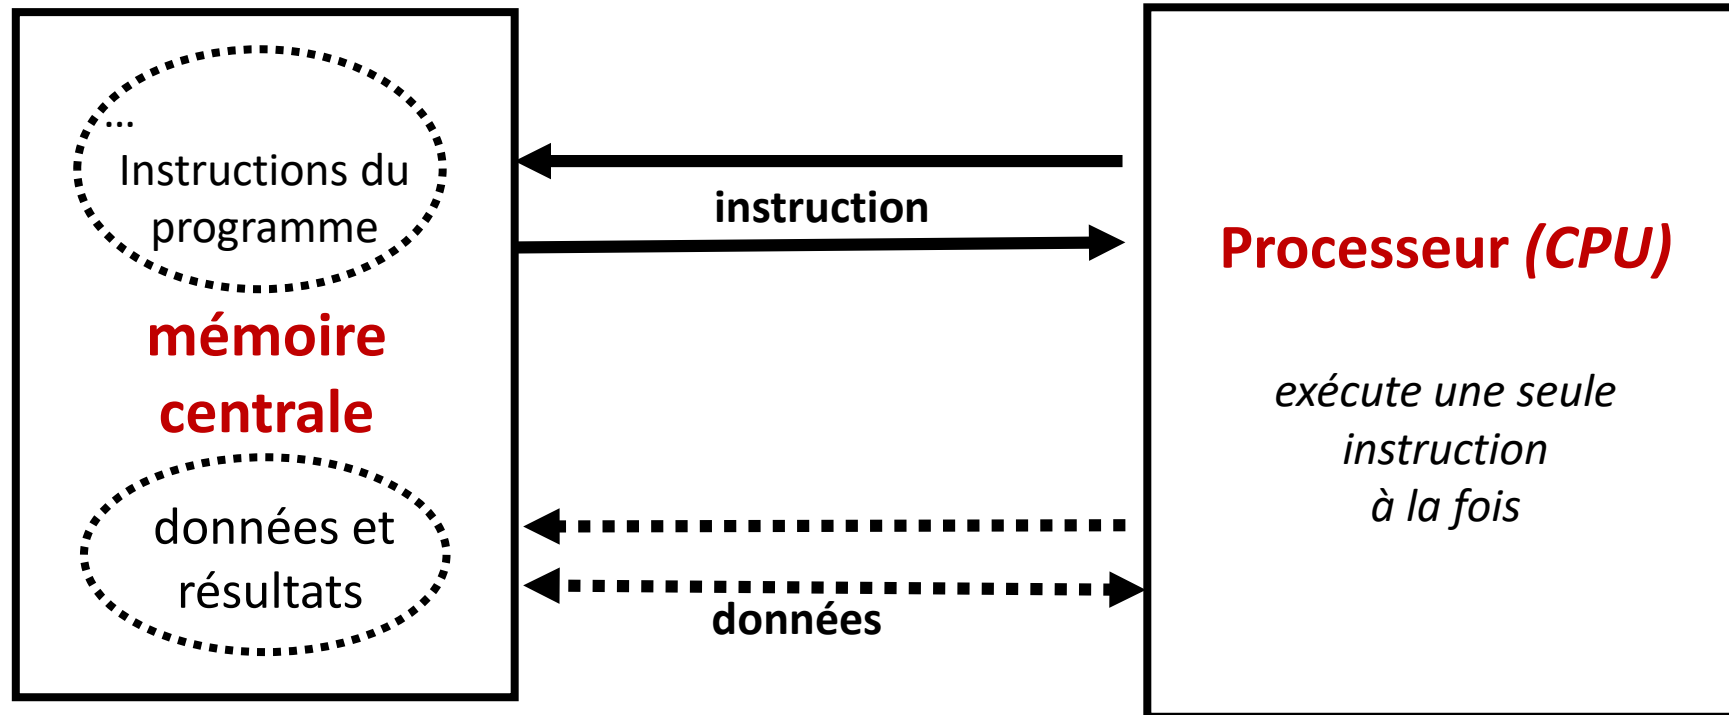 ...
Instructions du
programme
mémoire
centrale
données et
résultats
instruction
données
Processeur (CPU)
exécute une seule
instruction
à la fois